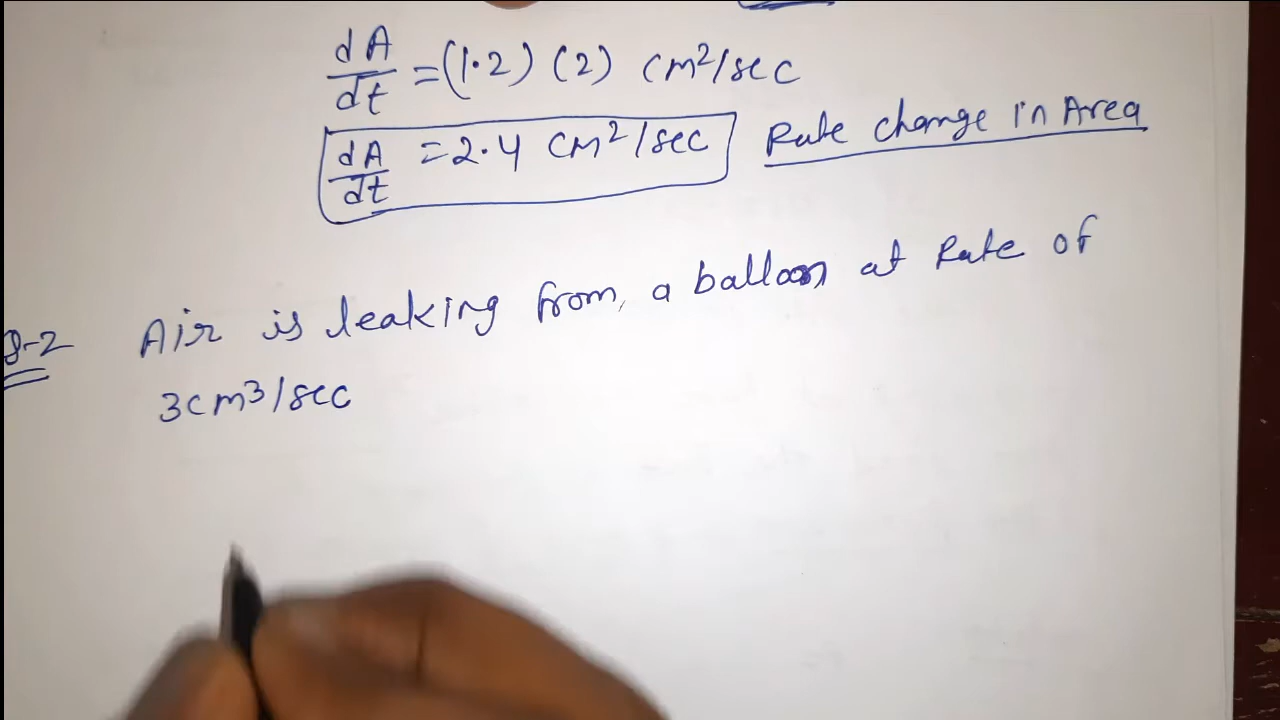 dA/dt = (1.2) (2) cm²/sec
dA/dt = 2.4 cm²/sec Rate change in Area
Q-2 Air is leaking from, a balloon at Rate of
3cm³/sec